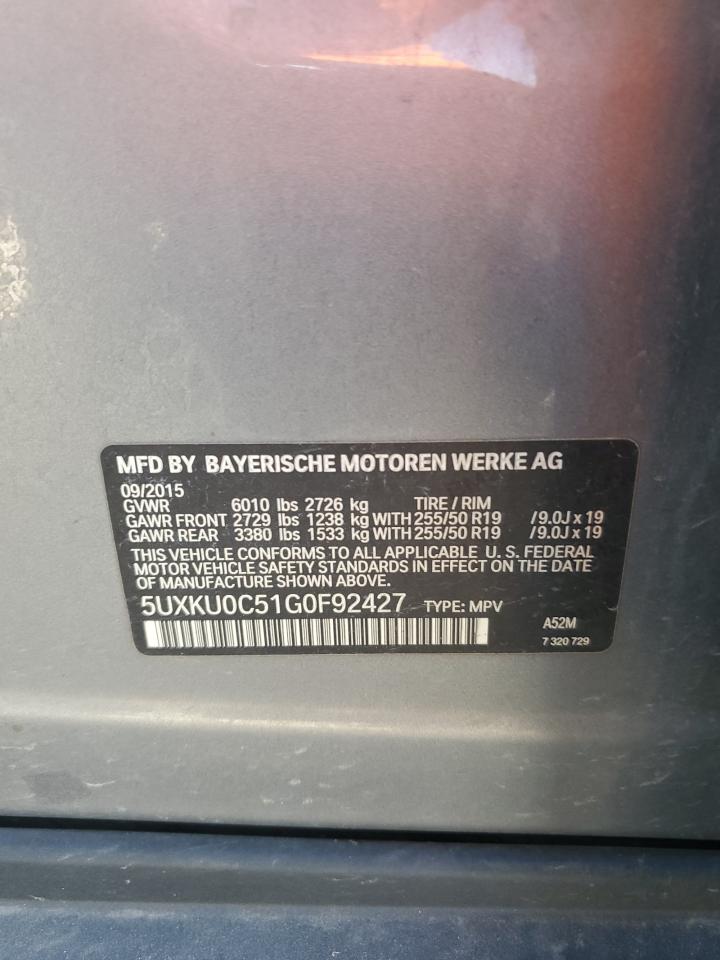 MFD BY BAYERISCHE MOTOREN WERKE AG
09/2015
GVWR 6010 lbs 2726 kg TIRE / RIM
GAWR FRONT 2729 lbs 1238 kg WITH 255/50 R19 / 9.0J x 19
GAWR REAR 3380 lbs 1533 kg WITH 255/50 R19 / 9.0J x 19
THIS VEHICLE CONFORMS TO ALL APPLICABLE U. S. FEDERAL
MOTOR VEHICLE SAFETY STANDARDS IN EFFECT ON THE DATE
OF MANUFACTURE SHOWN ABOVE.
5UXKU0C51G0F92427 TYPE: MPV
A52M
7 320 729